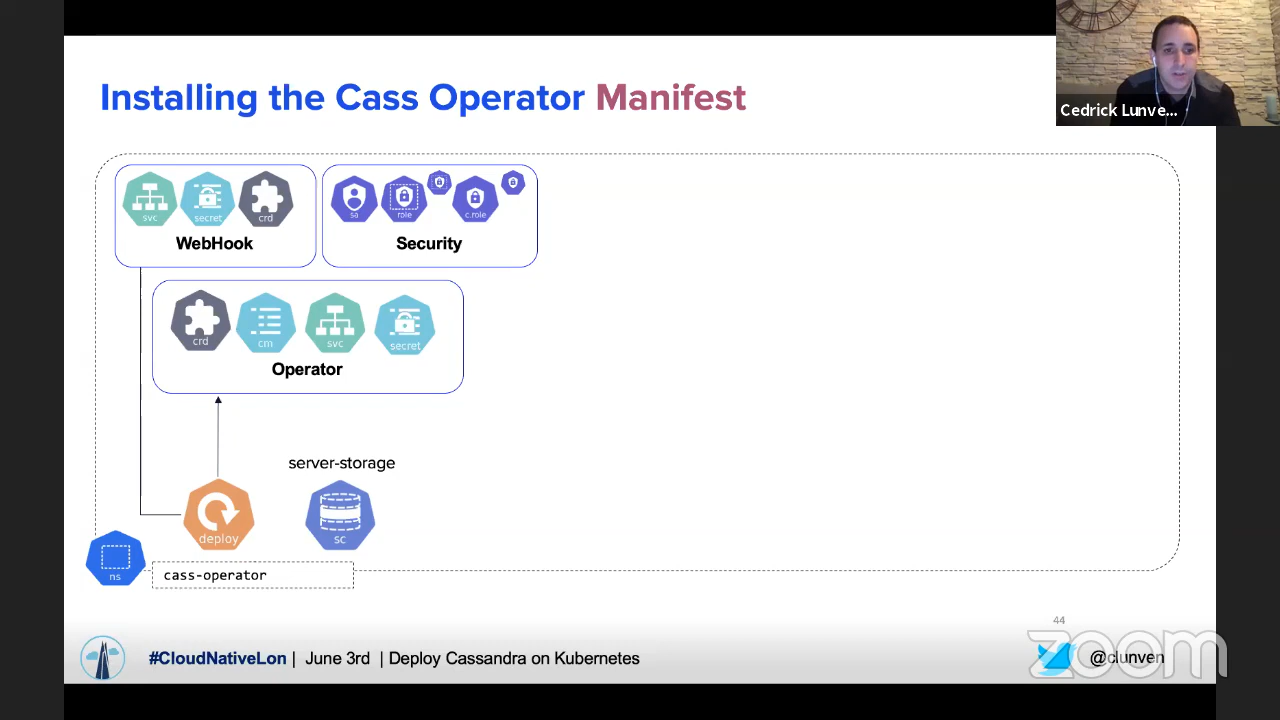 Installing the Cass Operator Manifest
Cedrick Lunve...
svc
secret
crd
WebHook
sa
role
c.role
Security
crd
cm
svc
secret
Operator
server-storage
deploy
sc
ns
cass-operator
44
#CloudNativeLon | June 3rd | Deploy Cassandra on Kubernetes
@clunven
zoom